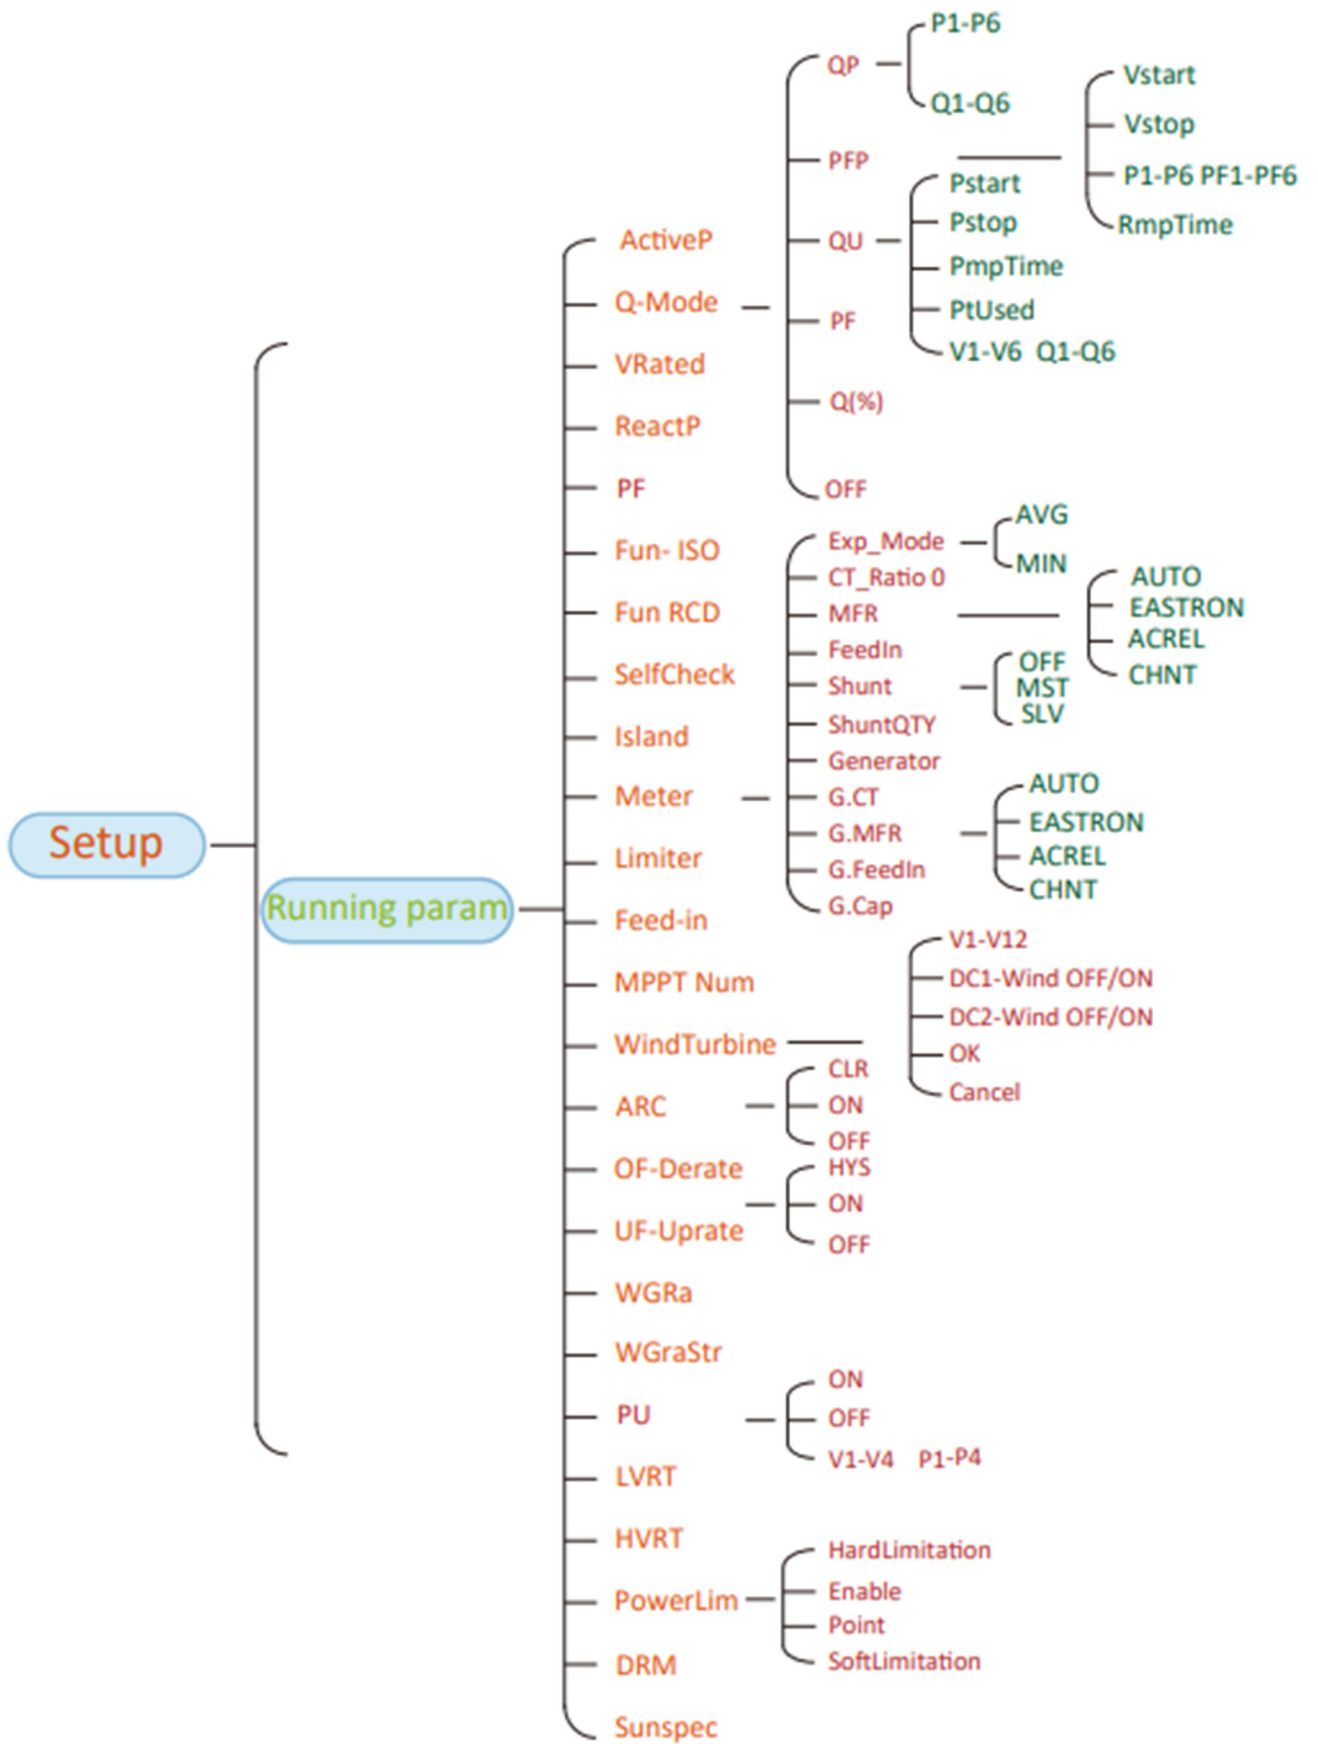 Setup
Running param
ActiveP
Q-Mode
QP
P1-P6
Q1-Q6
PFP
Vstart
Vstop
P1-P6 PF1-PF6
RmpTime
QU
Pstart
Pstop
PmpTime
PtUsed
V1-V6 Q1-Q6
PF
Q(%)
OFF
VRated
ReactP
PF
Fun- ISO
Fun RCD
SelfCheck
Island
Meter
Exp_Mode
AVG
MIN
CT_Ratio 0
MFR
AUTO
EASTRON
ACREL
CHNT
FeedIn
Shunt
OFF
MST
SLV
ShuntQTY
Generator
G.CT
G.MFR
AUTO
EASTRON
ACREL
CHNT
G.FeedIn
G.Cap
Limiter
Feed-in
MPPT Num
WindTurbine
V1-V12
DC1-Wind OFF/ON
DC2-Wind OFF/ON
OK
Cancel
ARC
CLR
ON
OFF
OF-Derate
UF-Uprate
HYS
ON
OFF
WGRa
WGraStr
PU
ON
OFF
V1-V4 P1-P4
LVRT
HVRT
PowerLim
HardLimitation
Enable
Point
SoftLimitation
DRM
Sunspec